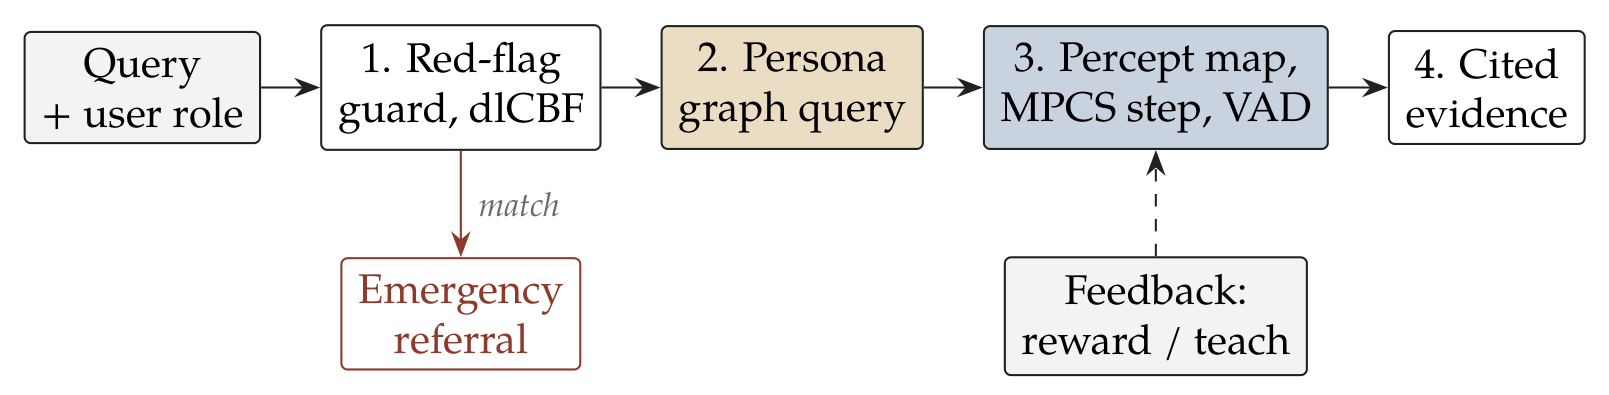 Query
+ user role
1. Red-flag
guard, dlCBF
2. Persona
graph query
3. Percept map,
MPCS step, VAD
4. Cited
evidence
match
Emergency
referral
Feedback:
reward / teach